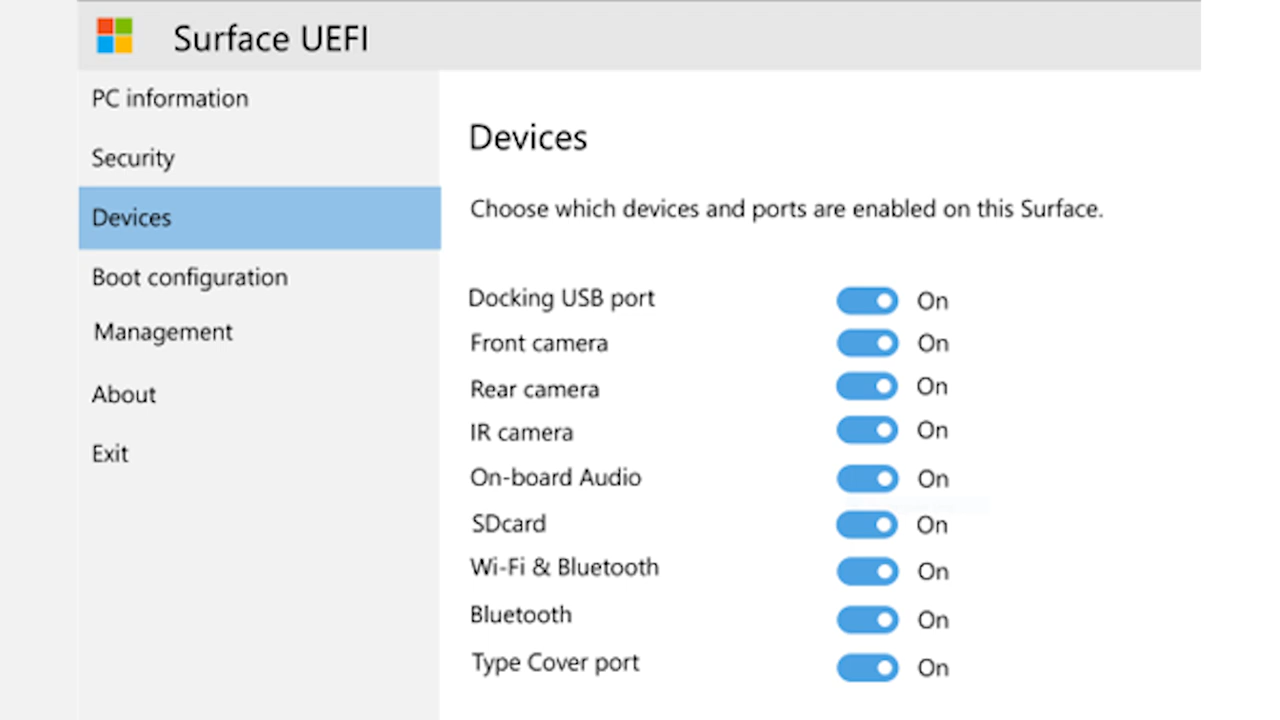 Surface UEFI
PC information
Security
Devices
Boot configuration
Management
About
Exit
Devices
Choose which devices and ports are enabled on this Surface.
Docking USB port On
Front camera On
Rear camera On
IR camera On
On-board Audio On
SDcard On
Wi-Fi & Bluetooth On
Bluetooth On
Type Cover port On